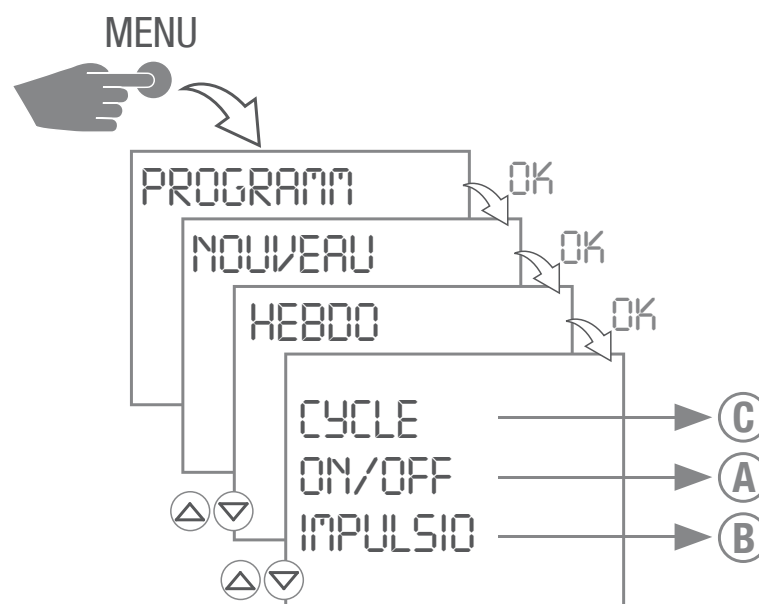 MENU
PROGRAMM
OK
NOUVEAU
OK
HEBDO
OK
CYCLE C
ON/OFF A
IMPULSIO B